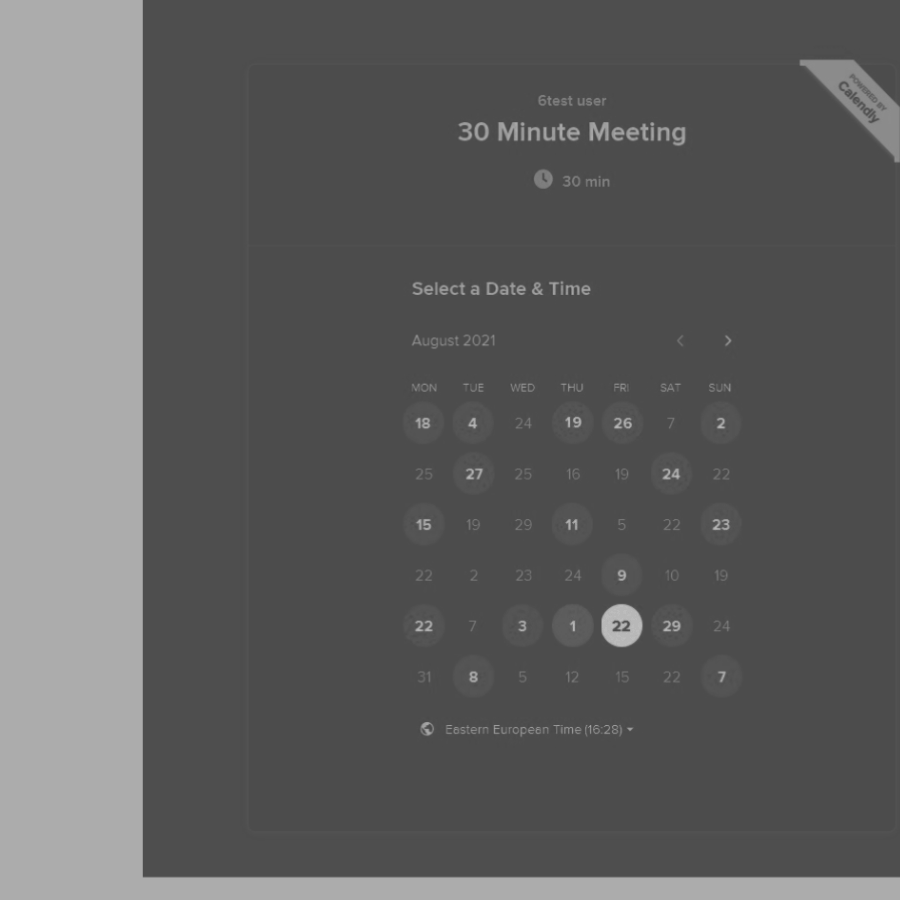 POWERED BY
Calendly
6test user
30 Minute Meeting
30 min
Select a Date & Time
August 2021
MON TUE WED THU FRI SAT SUN
18 4 24 19 26 7 2
25 27 25 16 19 24 22
15 19 29 11 5 22 23
22 2 23 24 9 10 19
22 7 3 1 22 29 24
31 8 5 12 15 22 7
Eastern European Time (16:28)